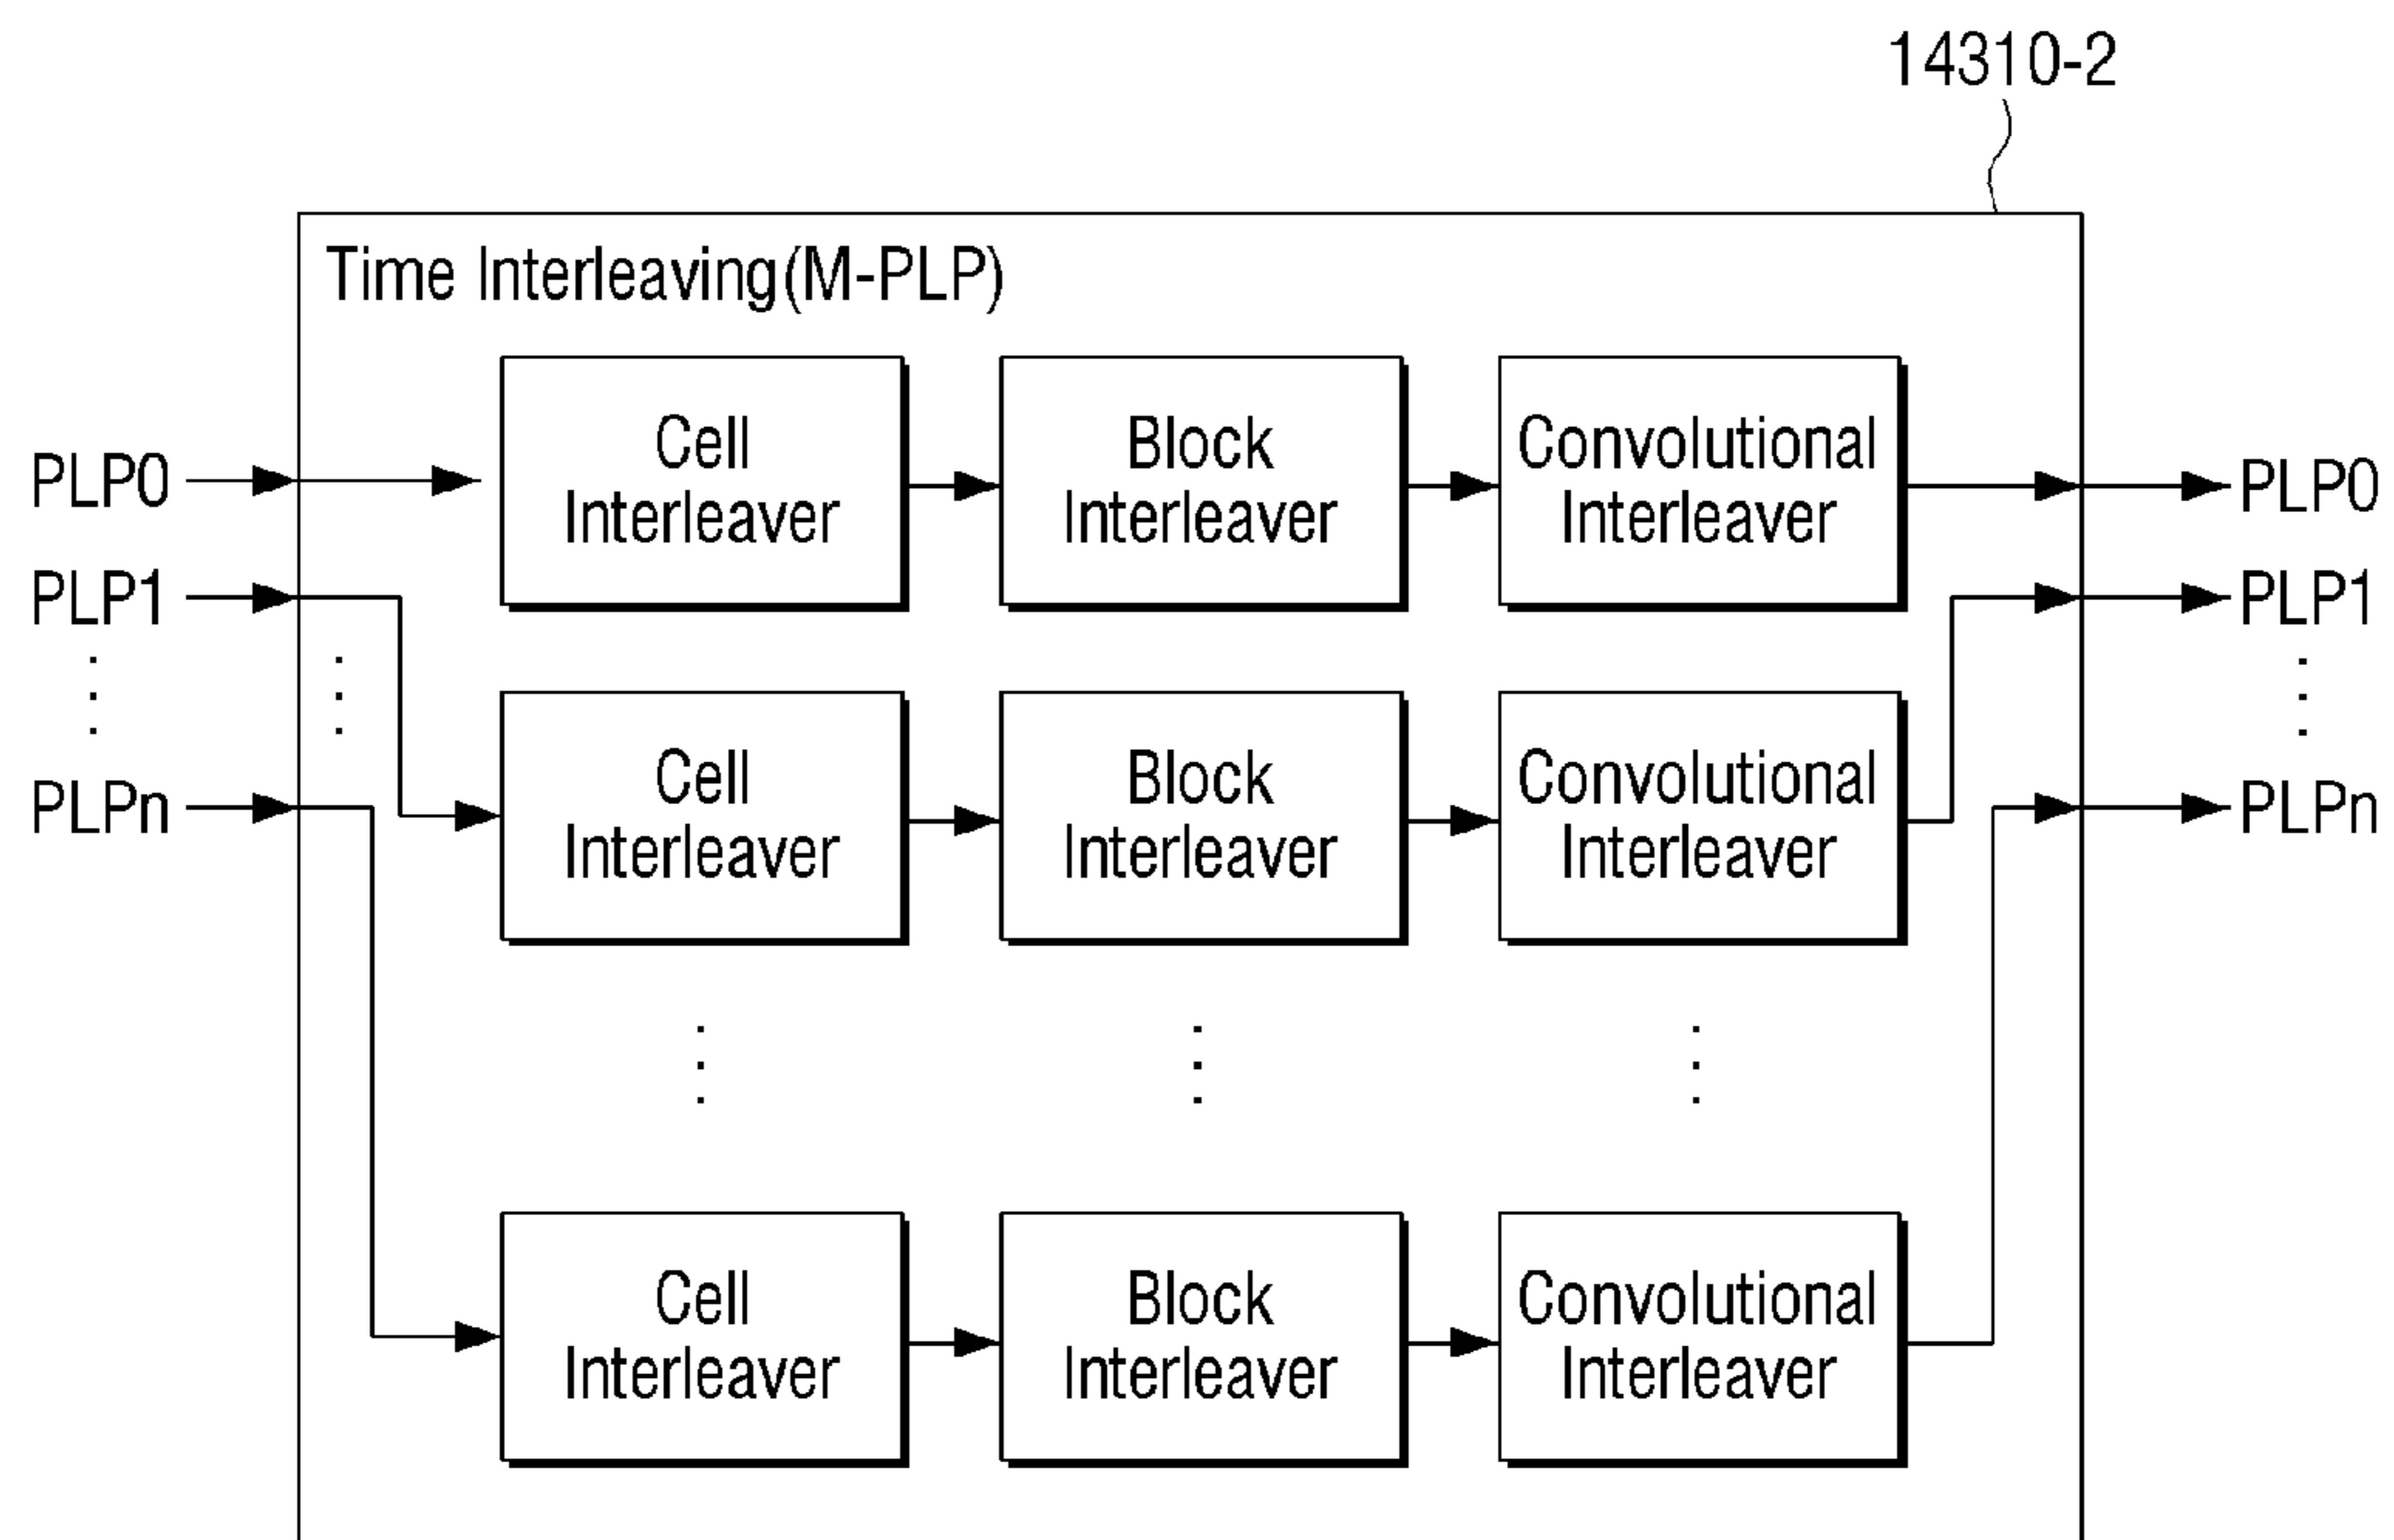 14310-2
Time Interleaving(M-PLP)
Cell
Interleaver
Block
Interleaver
Convolutional
Interleaver
PLP0
PLP0
PLP1
PLP1
Cell
Interleaver
Block
Interleaver
Convolutional
Interleaver
PLPn
PLPn
Cell
Interleaver
Block
Interleaver
Convolutional
Interleaver